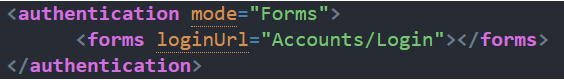 <authentication mode="Forms">
<forms loginUrl="Accounts/Login"></forms>
</authentication>